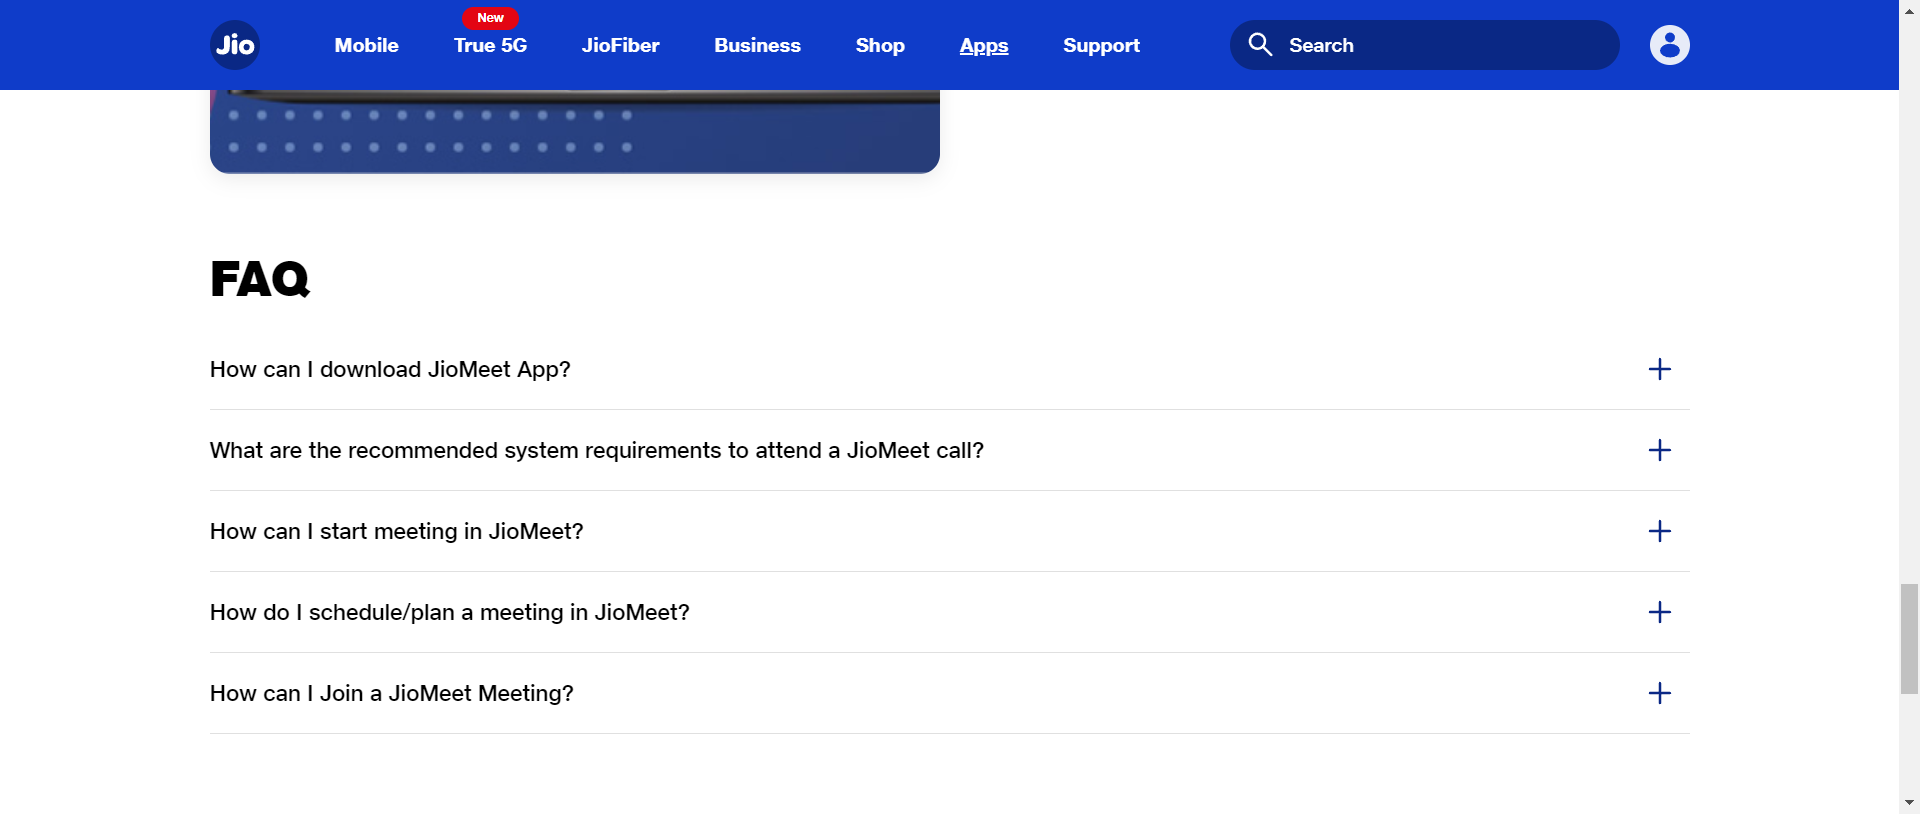 New
Jio Mobile True 5G JioFiber Business Shop Apps Support Search
FAQ
How can I download JioMeet App?
What are the recommended system requirements to attend a JioMeet call?
How can I start meeting in JioMeet?
How do I schedule/plan a meeting in JioMeet?
How can I Join a JioMeet Meeting?